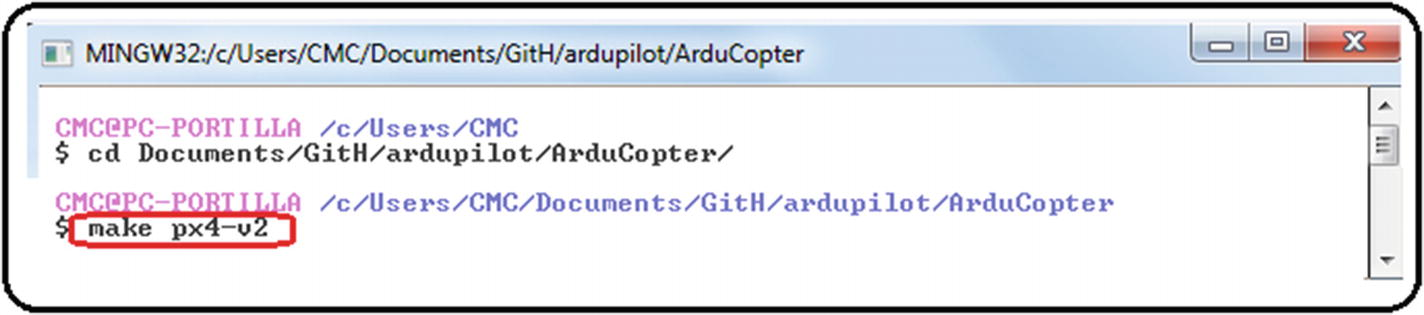 MINGW32:/c/Users/CMC/Documents/GitH/ardupilot/ArduCopter
CMC@PC-PORTILLA /c/Users/CMC
$ cd Documents/GitH/ardupilot/ArduCopter/
CMC@PC-PORTILLA /c/Users/CMC/Documents/GitH/ardupilot/ArduCopter
$ make px4-v2